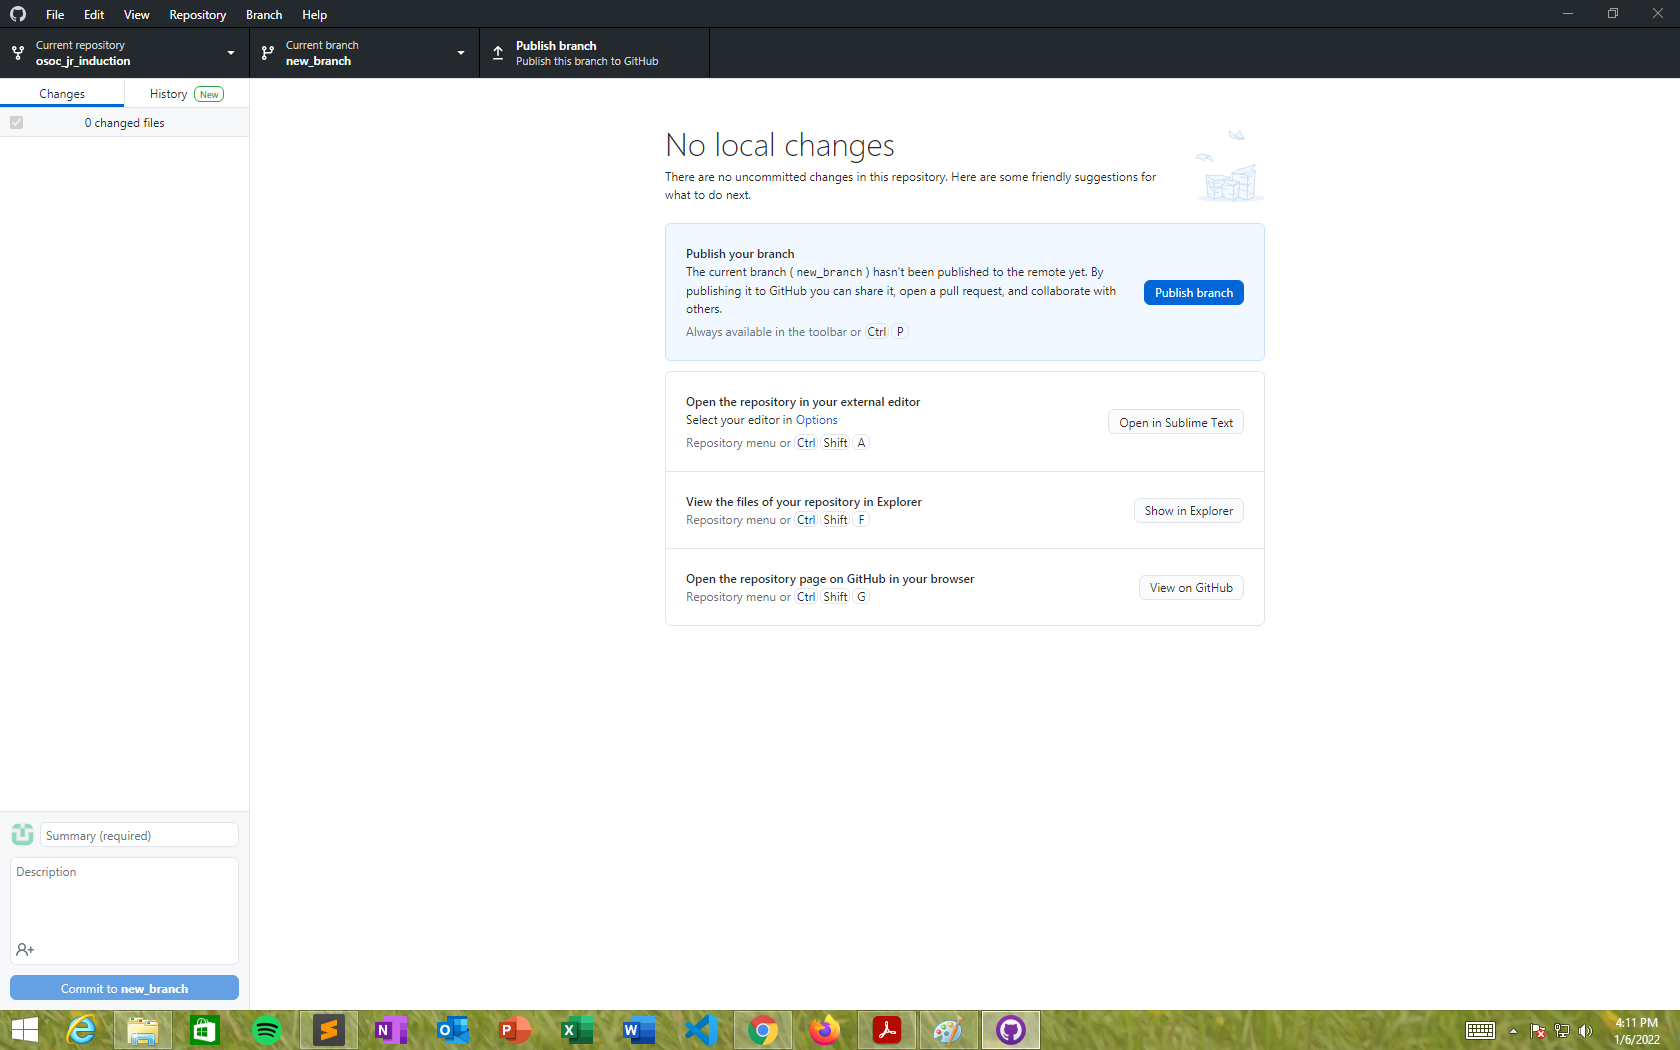 File Edit View Repository Branch Help
Current repository
osoc_jr_induction
Current branch
new_branch
Publish branch
Publish this branch to GitHub
Changes
History New
0 changed files
No local changes
There are no uncommitted changes in this repository. Here are some friendly suggestions for
what to do next.
Publish your branch
The current branch ( new_branch ) hasn't been published to the remote yet. By
publishing it to GitHub you can share it, open a pull request, and collaborate with
others.
Always available in the toolbar or Ctrl P
Publish branch
Open the repository in your external editor
Select your editor in Options
Repository menu or Ctrl Shift A
Open in Sublime Text
View the files of your repository in Explorer
Repository menu or Ctrl Shift F
Show in Explorer
Open the repository page on GitHub in your browser
Repository menu or Ctrl Shift G
View on GitHub
Summary (required)
Description
Commit to new_branch
N O P X W
4:11 PM
1/6/2022